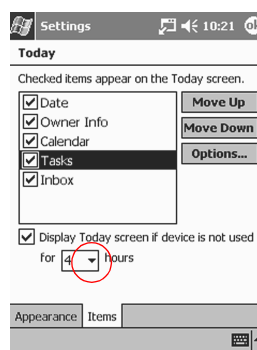 Settings 10:21 ok
Today
Checked items appear on the Today screen.
Date
Owner Info
Calendar
Tasks
Inbox
Move Up
Move Down
Options...
Display Today screen if device is not used
for 4 hours
Appearance Items